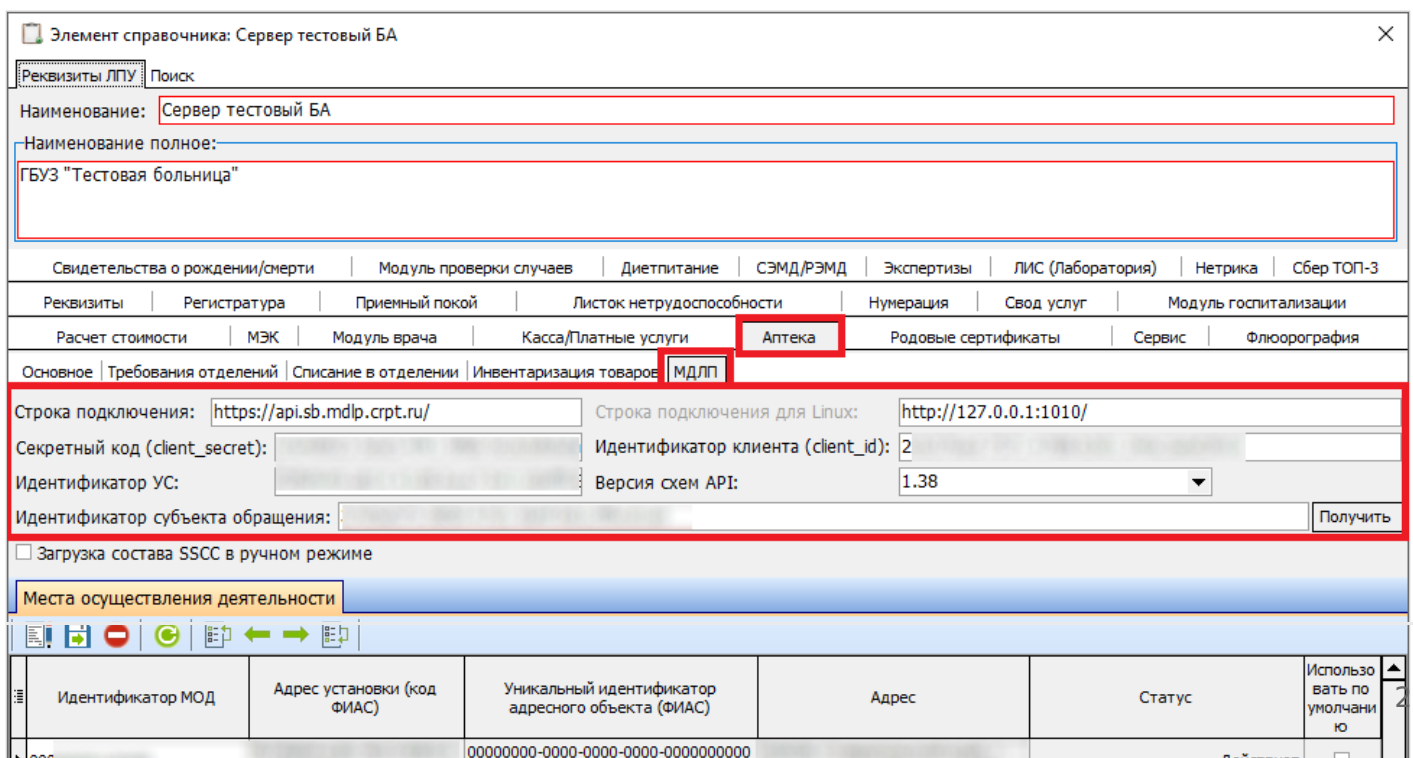 Элемент справочника: Сервер тестовый БА
Реквизиты ЛПУ Поиск
Наименование: Сервер тестовый БА
Наименование полное:
ГБУЗ "Тестовая больница"
Свидетельства о рождении/смерти Модуль проверки случаев Диетпитание СЭМД/РЭМД Экспертизы ЛИС (Лаборатория) Нетрика Сбер ТОП-3
Реквизиты Регистратура Приемный покой Листок нетрудоспособности Нумерация Свод услуг Модуль госпитализации
Расчет стоимости МЭК Модуль врача Касса/Платные услуги Аптека Родовые сертификаты Сервис Флюорография
Основное Требования отделений Списание в отделении Инвентаризация товаров МДЛП
Строка подключения: https://api.sb.mdlp.crpt.ru/ Строка подключения для Linux: http://127.0.0.1:1010/
Секретный код (client_secret): Идентификатор клиента (client_id): 2
Идентификатор УС: Версия схем API: 1.38
Идентификатор субъекта обращения: Получить
Загрузка состава SSCC в ручном режиме
Места осуществления деятельности
Идентификатор МОД
Адрес установки (код
ФИАС)
Уникальный идентификатор
адресного объекта (ФИАС)
Адрес
Статус
Использо
вать по
умолчани
ю
2
00000000-0000-0000-0000-0000000000